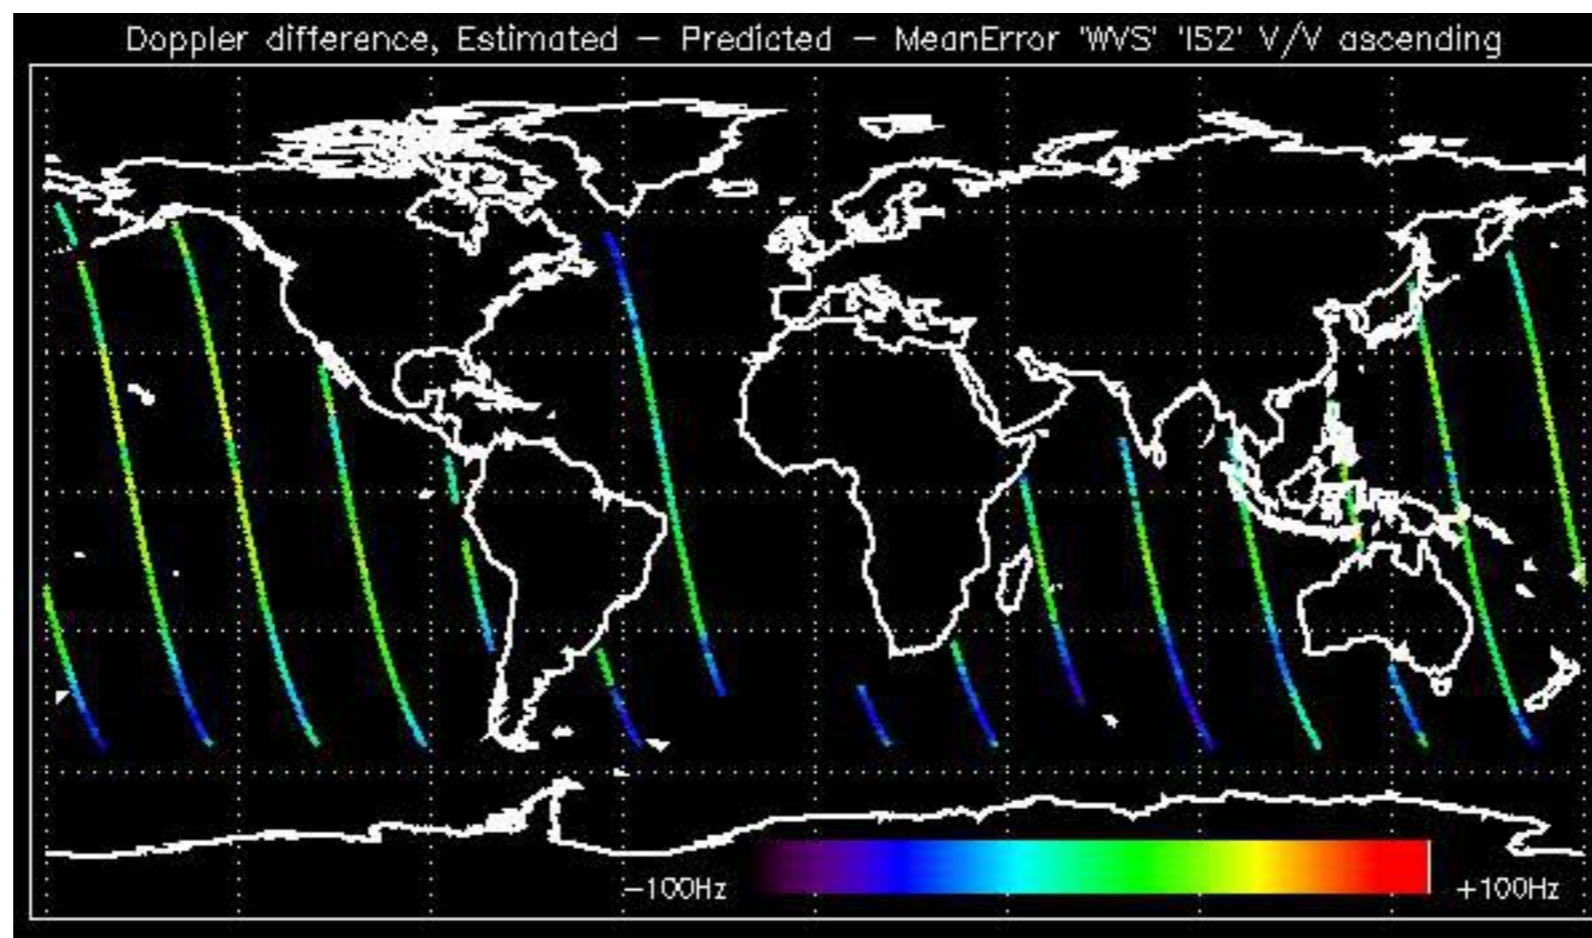 Doppler difference, Estimated − Predicted − MeanError 'WVS' 'IS2' V/V ascending
−100Hz
+100Hz